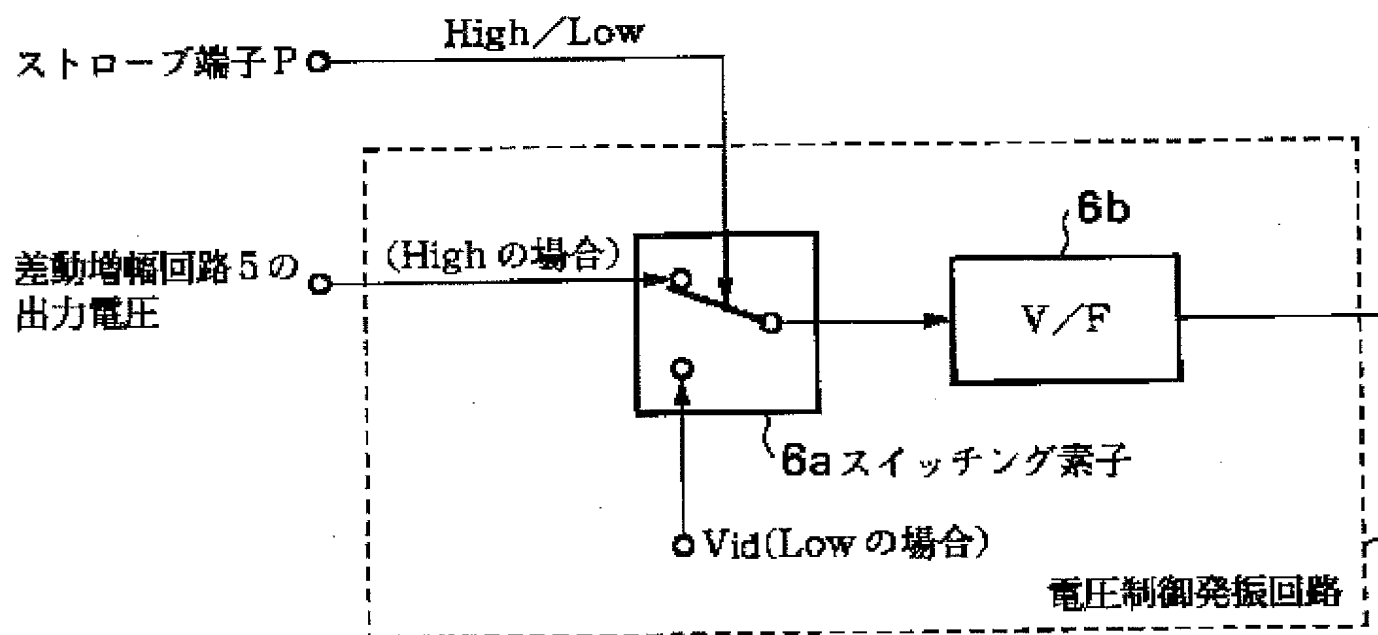 High/Low
ストローブ端子P
6b
(Highの場合)
差動増幅回路5の
出力電圧
V/F
6aスイッチング素子
Vid(Lowの場合)
電圧制御発振回路